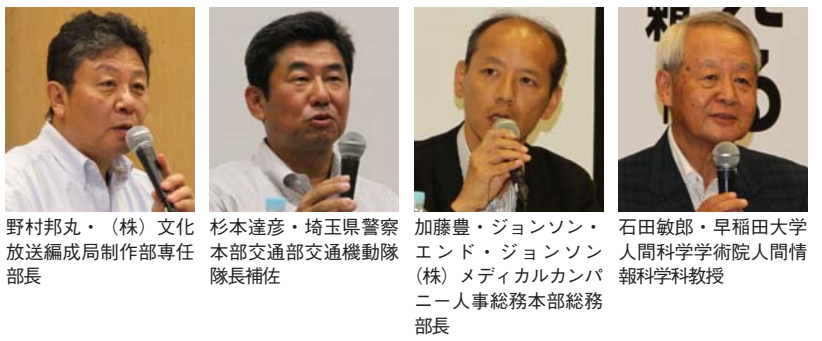 頼
野村邦丸・(株)文化
放送編成局制作部専任
部長
杉本達彦・埼玉県警察
本部交通部交通機動隊
隊長補佐
加藤豊・ジョンソン・
エンド・ジョンソン
(株)メディカルカンパ
ニー人事総務本部総務
部長
石田敏郎・早稲田大学
人間科学学術院人間情
報科学科教授